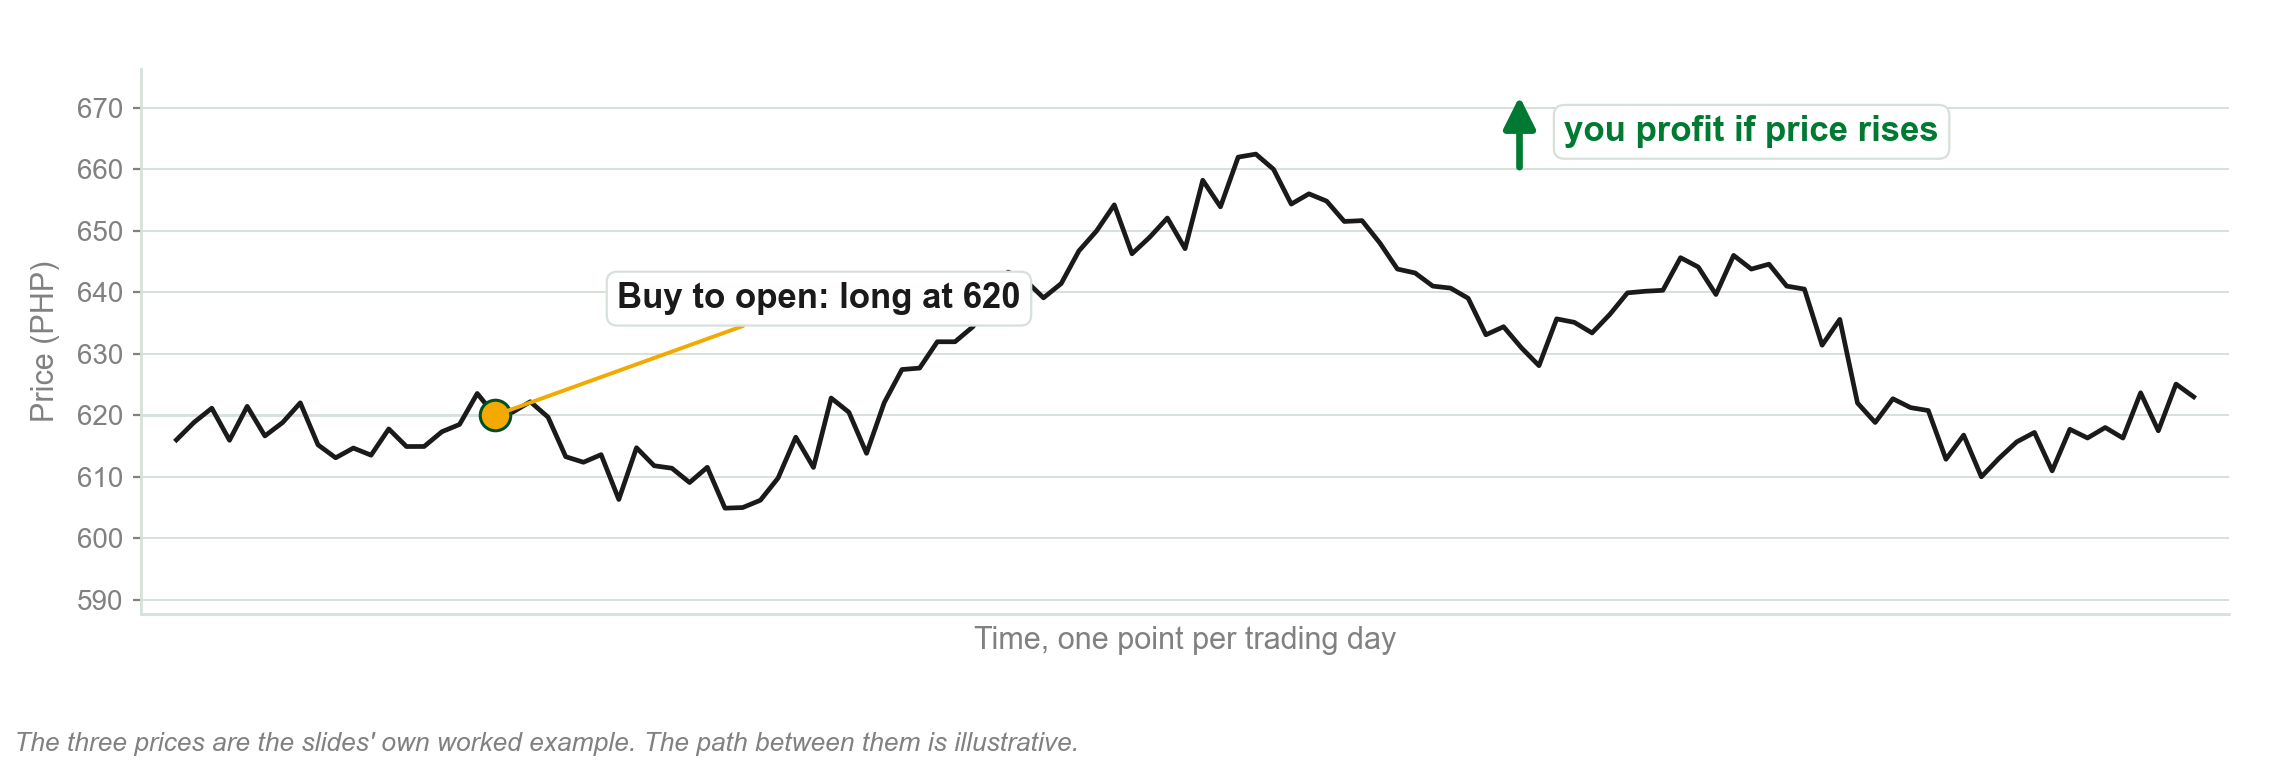 670
660
650
640
630
620
610
600
590
Price (PHP)
you profit if price rises
Buy to open: long at 620
Time, one point per trading day
The three prices are the slides' own worked example. The path between them is illustrative.